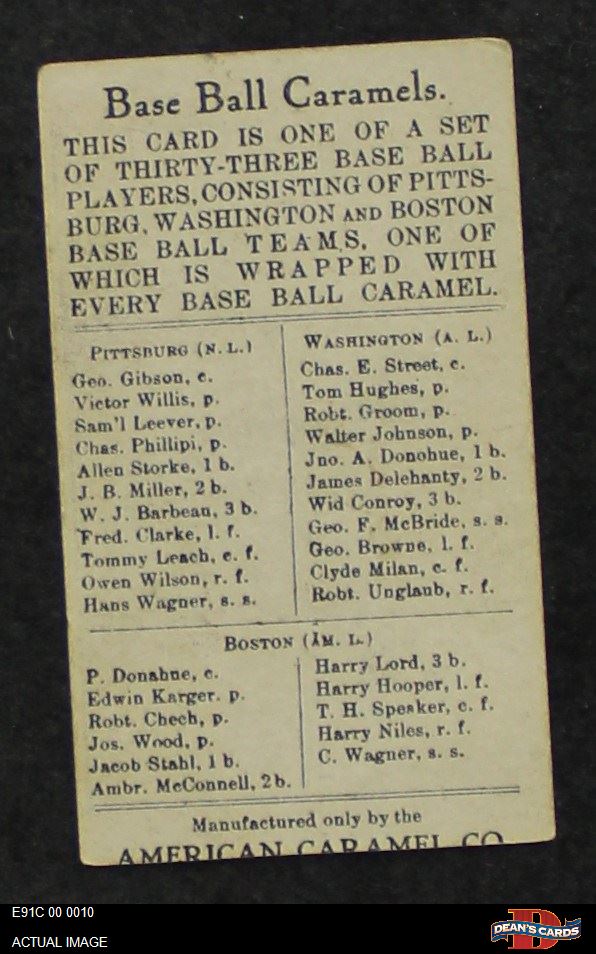 Base Ball Caramels.
THIS CARD IS ONE OF A SET
OF THIRTY-THREE BASE BALL
PLAYERS, CONSISTING OF PITTS-
BURG, WASHINGTON AND BOSTON
BASE BALL TEAMS. ONE OF
WHICH IS WRAPPED WITH
EVERY BASE BALL CARAMEL.
PITTSBURG (N. L.)
Geo. Gibson, c.
Victor Willis, p.
Sam'l Leever, p.
Chas. Phillipi, p.
Allen Storke, 1 b.
J. B. Miller, 2 b.
W. J. Barbeau, 3 b.
Fred. Clarke, l. f.
Tommy Leach, c. f.
Owen Wilson, r. f.
Hans Wagner, s. s.
WASHINGTON (A. L.)
Chas. E. Street, c.
Tom Hughes, p.
Robt. Groom, p.
Walter Johnson, p.
Jno. A. Donohue, 1 b.
James Delehanty, 2 b.
Wid Conroy, 3 b.
Geo. F. McBride, s. s.
Geo. Browne, l. f.
Clyde Milan, c. f.
Robt. Unglaub, r. f.
BOSTON (AM. L.)
P. Donahue, c.
Edwin Karger. p.
Robt. Chech, p.
Jos. Wood, p.
Jacob Stahl, 1 b.
Ambr. McConnell, 2 b.
Harry Lord, 3 b.
Harry Hooper, l. f.
T. H. Speaker, c. f.
Harry Niles, r. f.
C. Wagner, s. s.
Manufactured only by the
AMERICAN CARAMEL CO
E91C 00 0010
ACTUAL IMAGE
D
DEAN'S CARDS